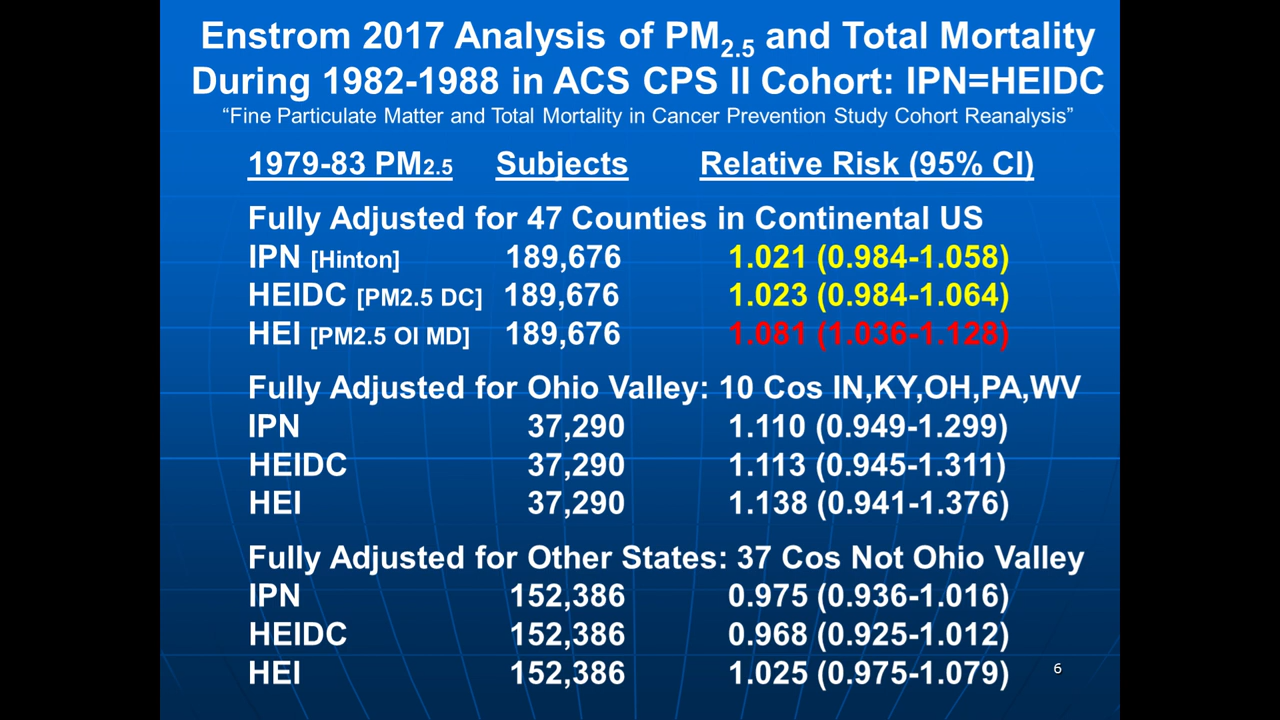 Enstrom 2017 Analysis of PM2.5 and Total Mortality
During 1982-1988 in ACS CPS II Cohort: IPN=HEIDC
“Fine Particulate Matter and Total Mortality in Cancer Prevention Study Cohort Reanalysis”
1979-83 PM2.5 Subjects Relative Risk (95% CI)
Fully Adjusted for 47 Counties in Continental US
IPN [Hinton] 189,676 1.021 (0.984-1.058)
HEIDC [PM2.5 DC] 189,676 1.023 (0.984-1.064)
HEI [PM2.5 OI MD] 189,676 1.081 (1.036-1.128)
Fully Adjusted for Ohio Valley: 10 Cos IN,KY,OH,PA,WV
IPN 37,290 1.110 (0.949-1.299)
HEIDC 37,290 1.113 (0.945-1.311)
HEI 37,290 1.138 (0.941-1.376)
Fully Adjusted for Other States: 37 Cos Not Ohio Valley
IPN 152,386 0.975 (0.936-1.016)
HEIDC 152,386 0.968 (0.925-1.012)
HEI 152,386 1.025 (0.975-1.079)
6